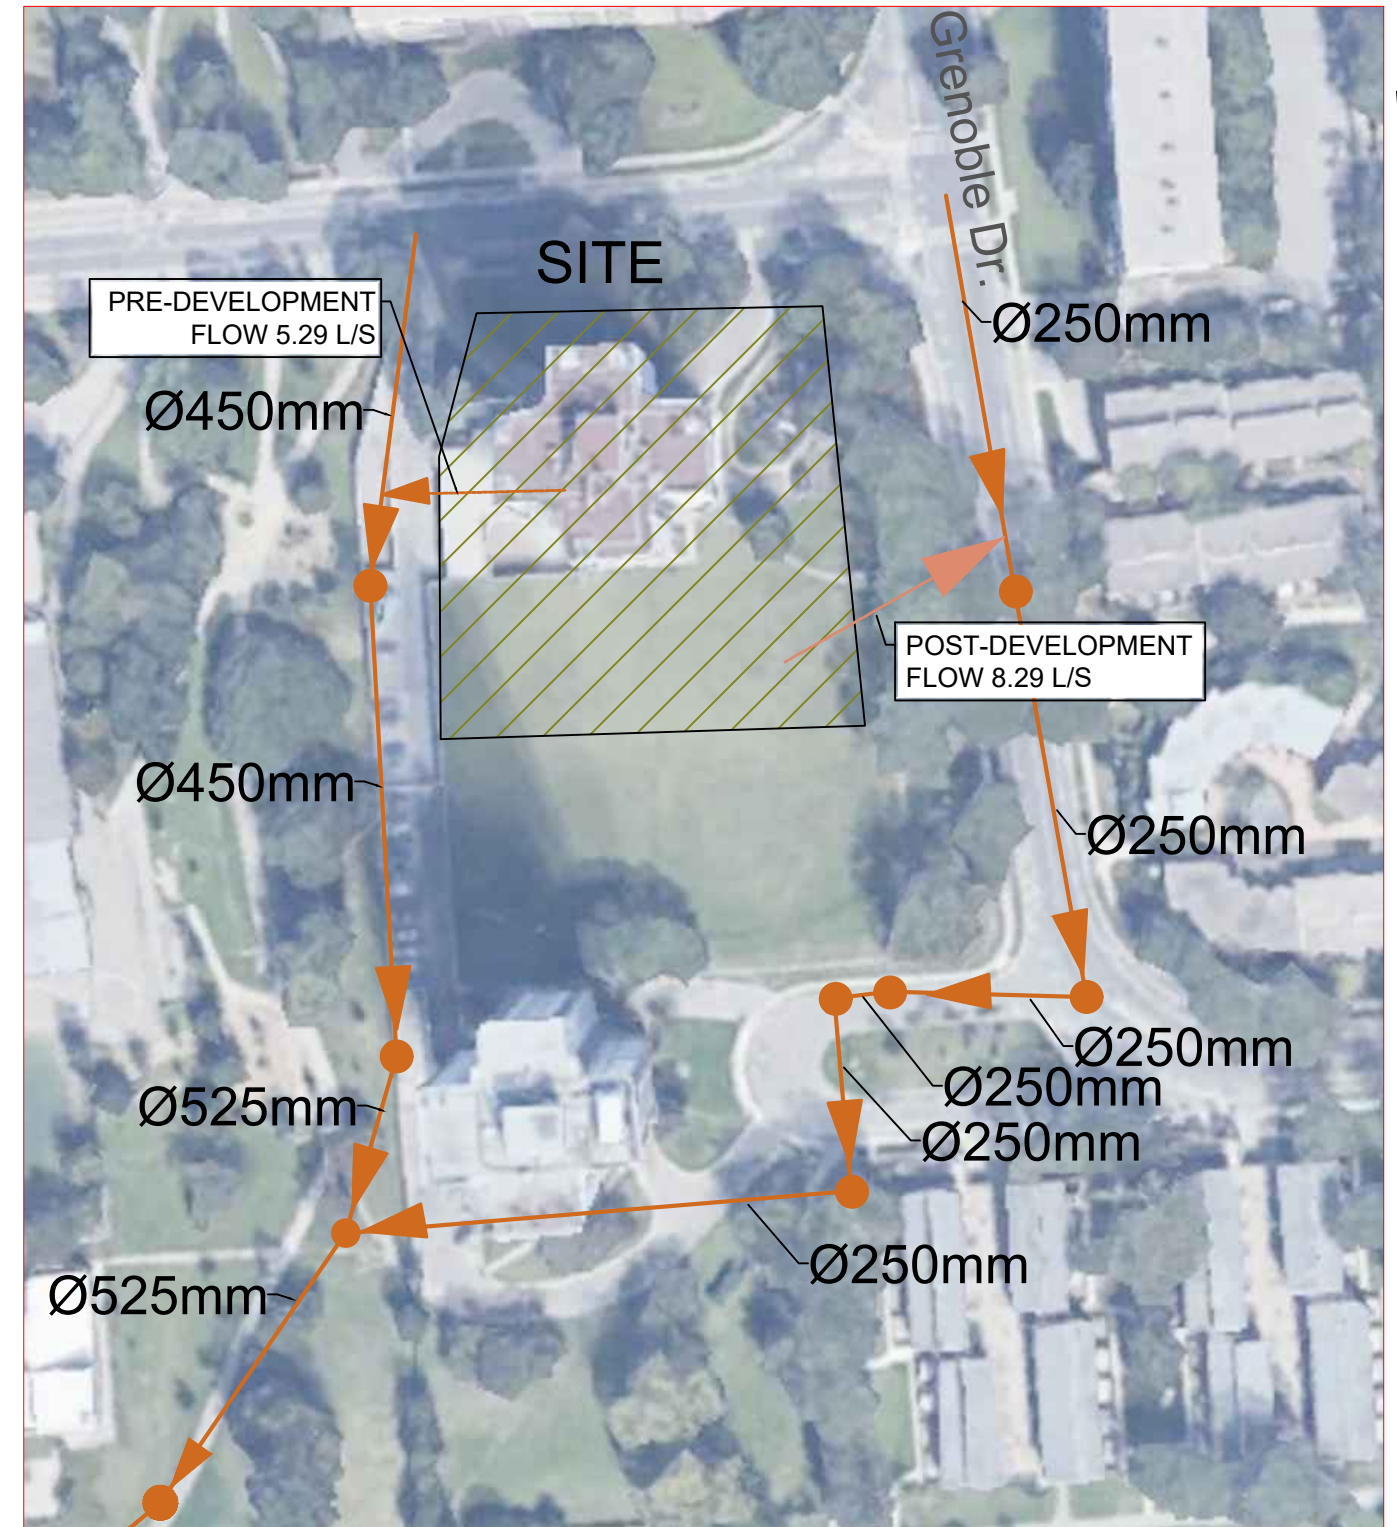 Grenoble Dr.
SITE
PRE-DEVELOPMENT
FLOW 5.29 L/S
Ø250mm
Ø450mm
POST-DEVELOPMENT
FLOW 8.29 L/S
Ø450mm
Ø250mm
Ø250mm
Ø250mm
Ø525mm
Ø250mm
Ø250mm
Ø525mm